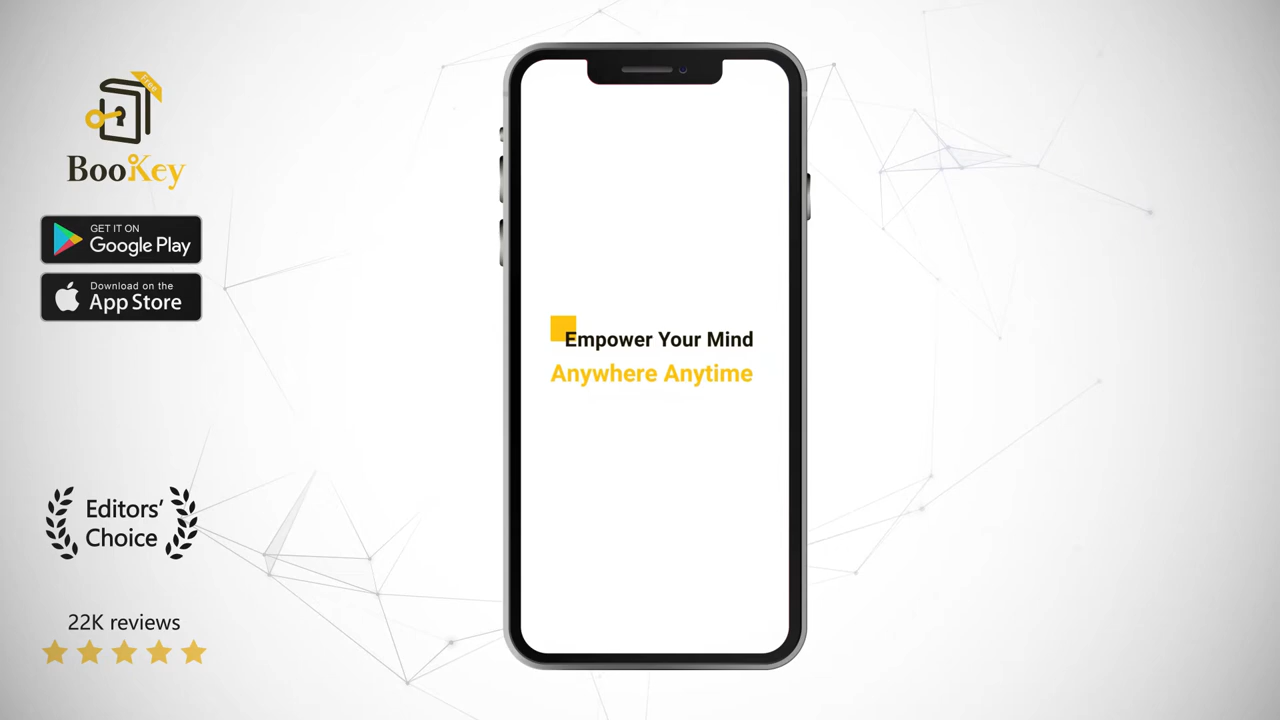 Free
BooKey
GET IT ON
Google Play
Download on the
App Store
Editors’
Choice
22K reviews
Empower Your Mind
Anywhere Anytime